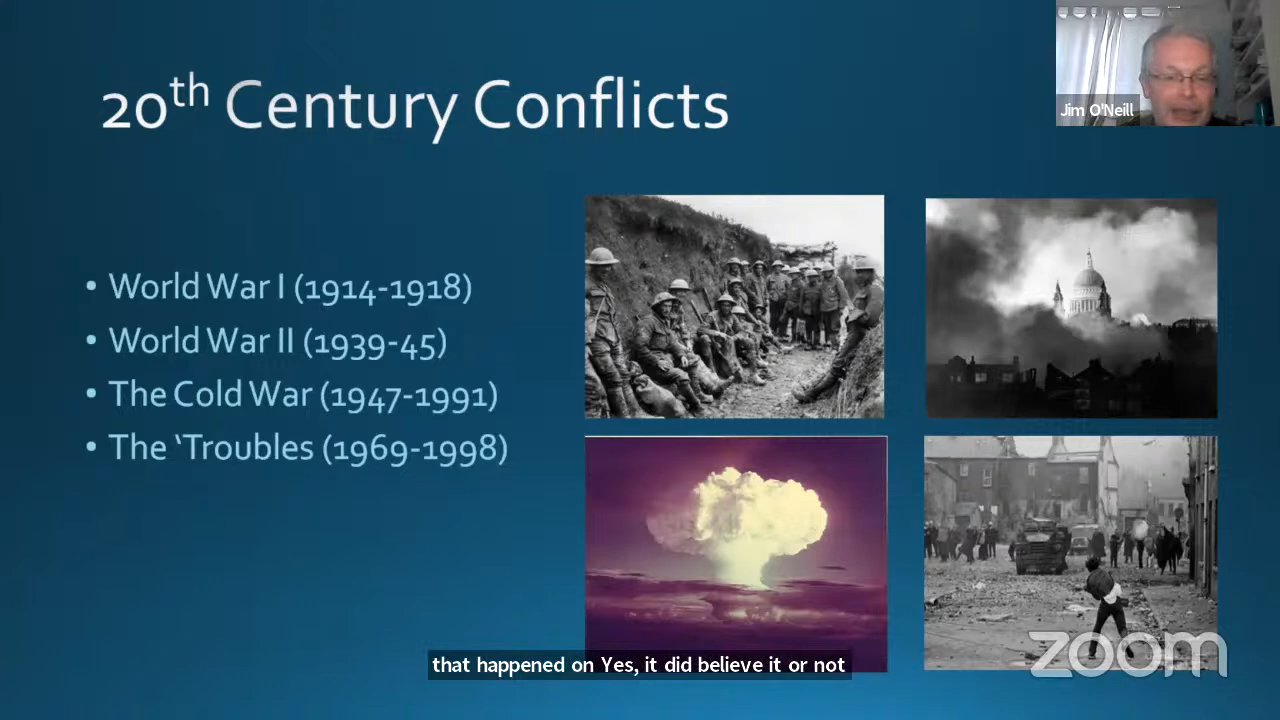 20th Century Conflicts
Jim O'Neill
• World War I (1914-1918)
• World War II (1939-45)
• The Cold War (1947-1991)
• The ‘Troubles (1969-1998)
that happened on Yes, it did believe it or not
zoom